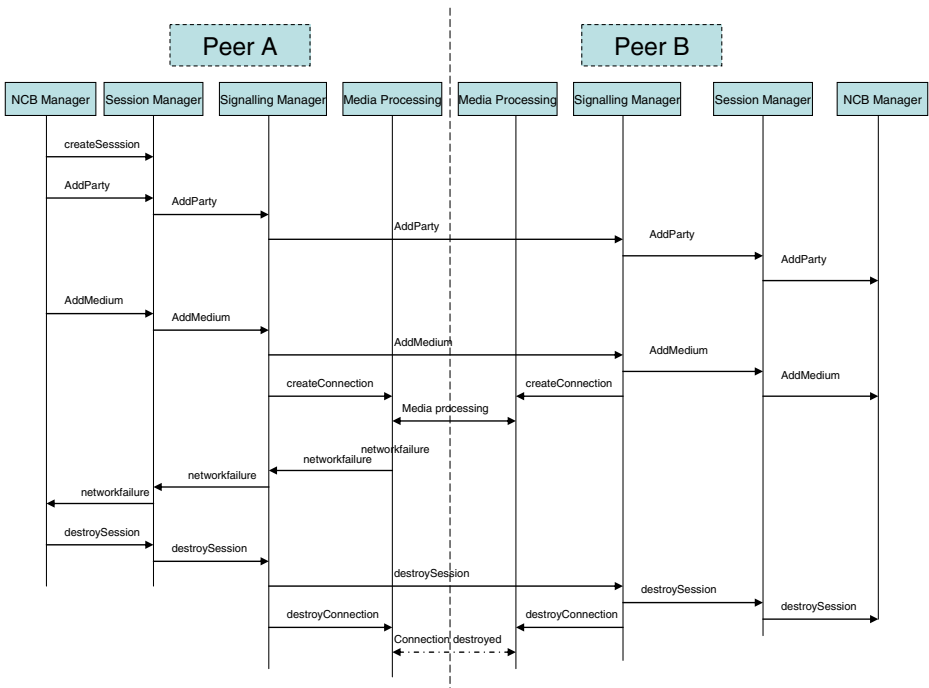 Peer A
Peer B
NCB Manager
Session Manager
Signalling Manager
Media Processing
Media Processing
Signalling Manager
Session Manager
NCB Manager
createSesssion
AddParty
AddParty
AddParty
AddParty
AddParty
AddMedium
AddMedium
AddMedium
AddMedium
AddMedium
createConnection
createConnection
Media processing
networkfailure
networkfailure
networkfailure
networkfailure
destroySession
destroySession
destroySession
destroySession
destroySession
destroyConnection
destroyConnection
Connection destroyed